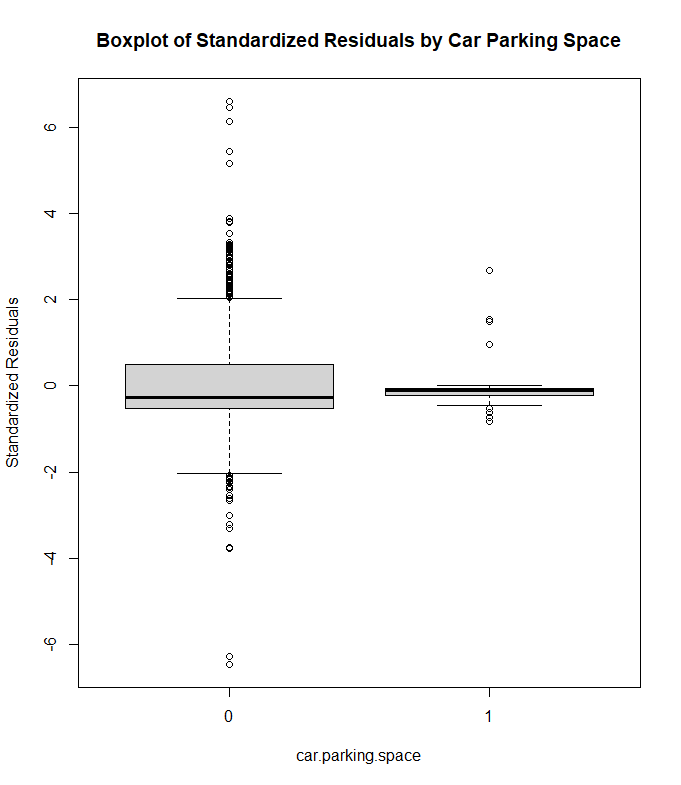 Boxplot of Standardized Residuals by Car Parking Space
Standardized Residuals
6
4
2
0
-2
-4
-6
0 1
car.parking.space